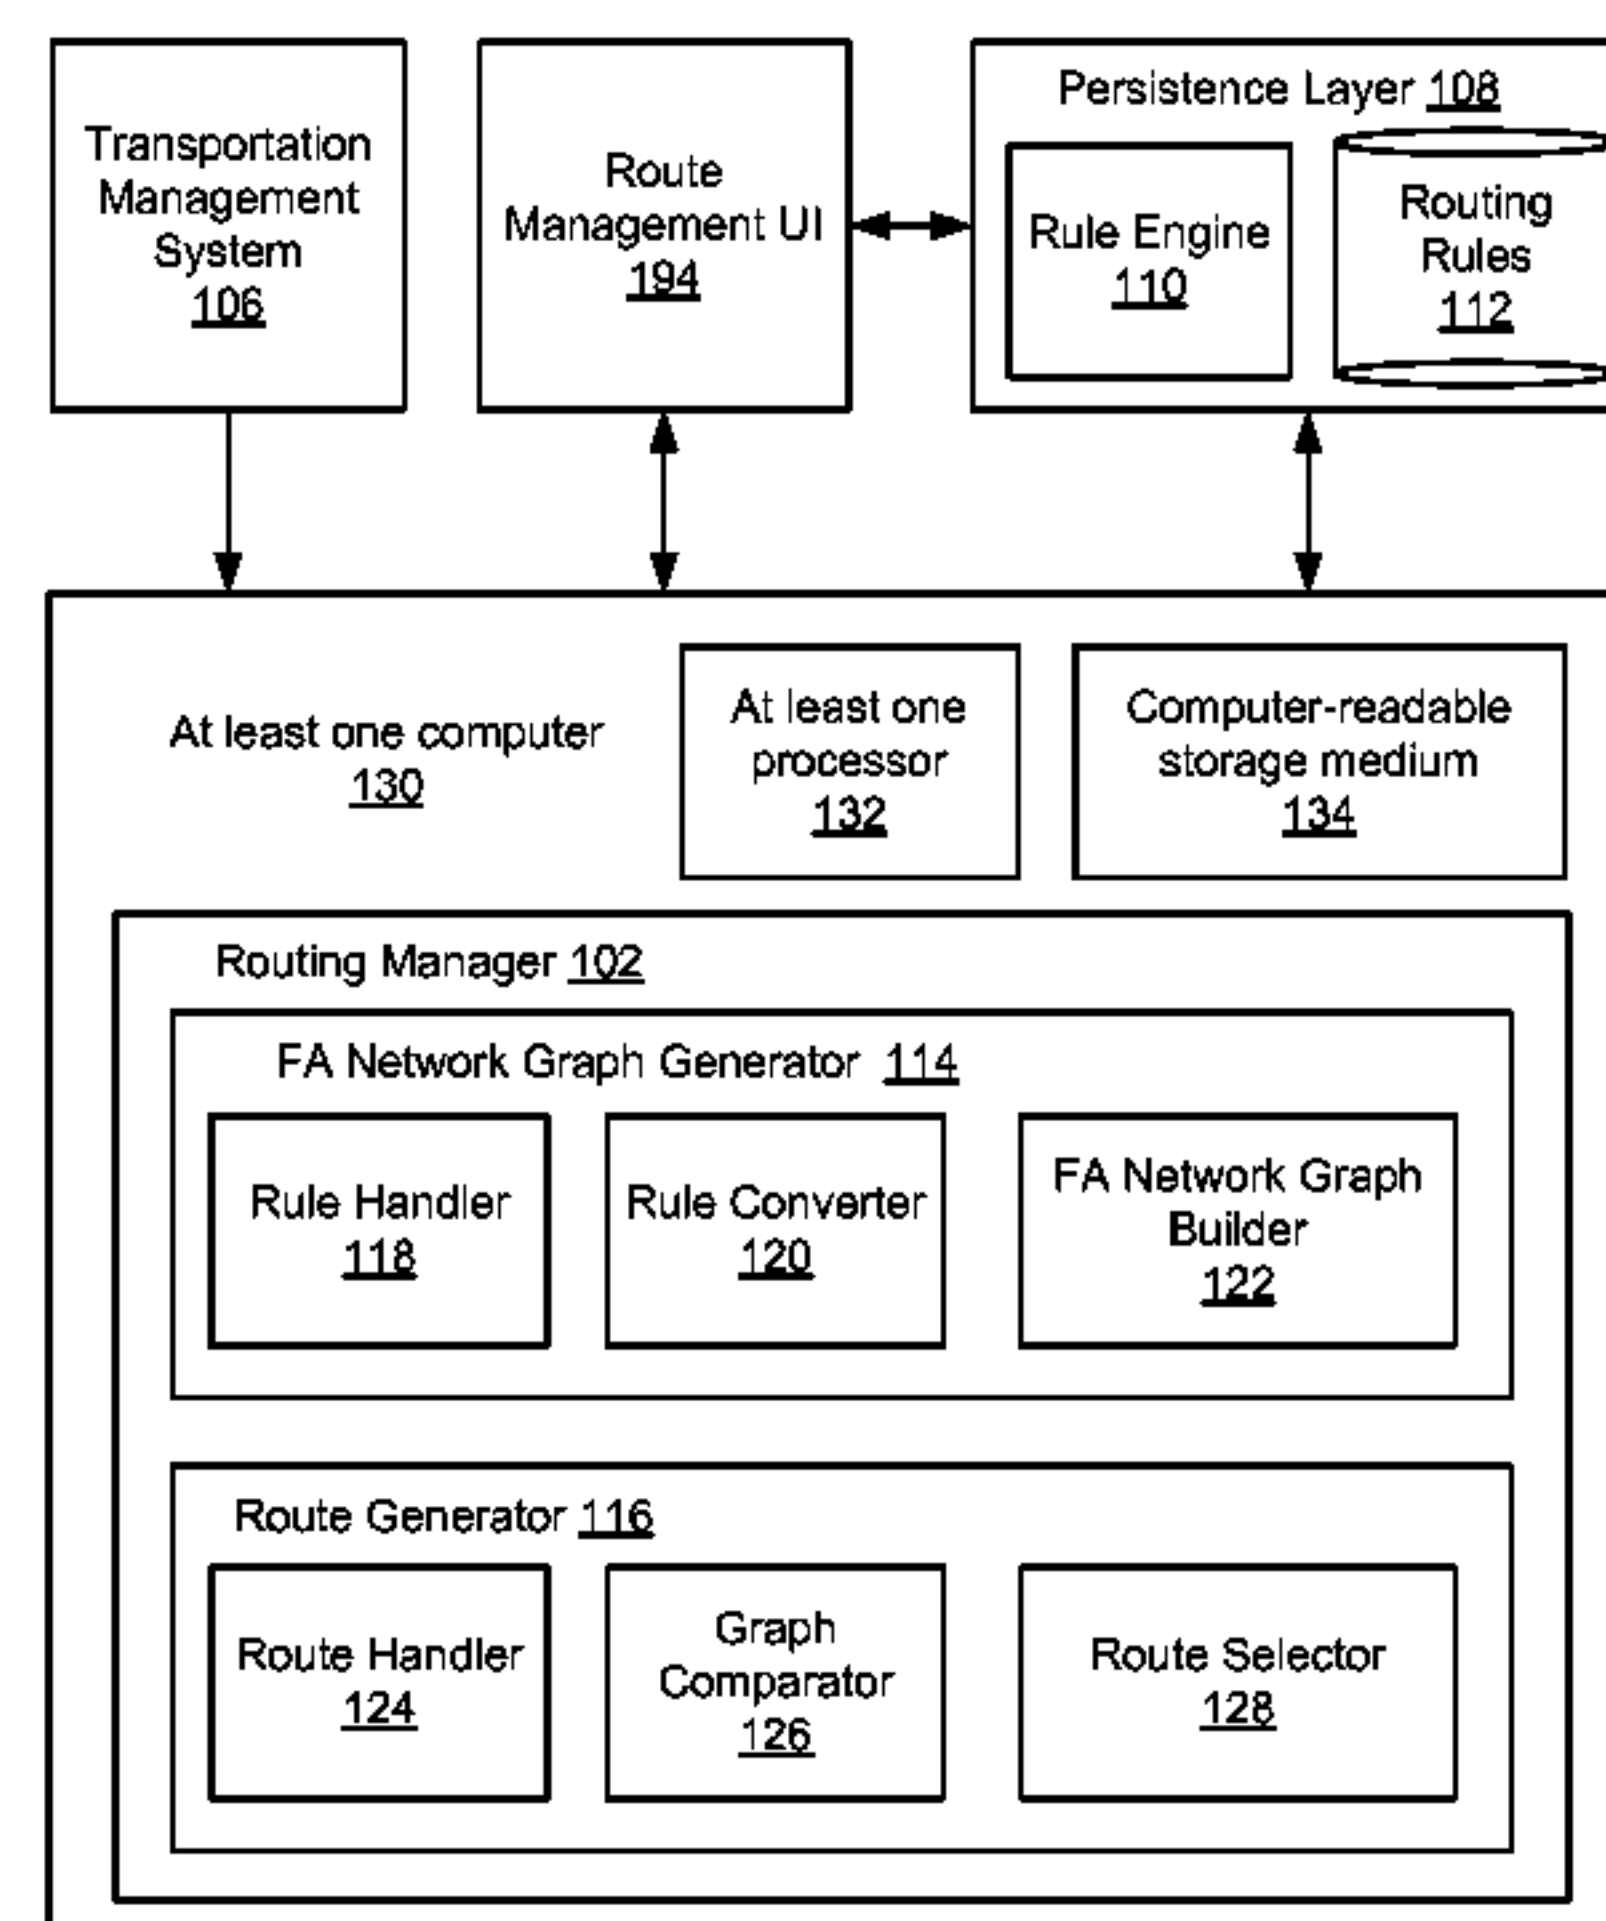 Transportation
Management
System
106
Route
Management UI
194
Persistence Layer 108
Rule Engine
110
Routing
Rules
112
At least one computer
130
At least one
processor
132
Computer-readable
storage medium
134
Routing Manager 102
FA Network Graph Generator 114
Rule Handler
118
Rule Converter
120
FA Network Graph
Builder
122
Route Generator 116
Route Handler
124
Graph
Comparator
126
Route Selector
128